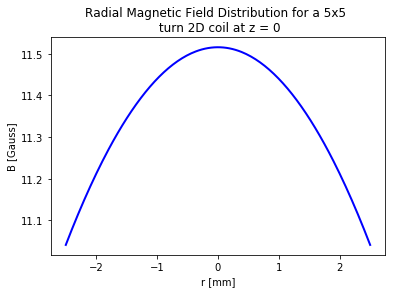 Radial Magnetic Field Distribution for a 5x5
turn 2D coil at z = 0
B [Gauss]
11.5
11.4
11.3
11.2
11.1
−2
−1
0
1
2
r [mm]